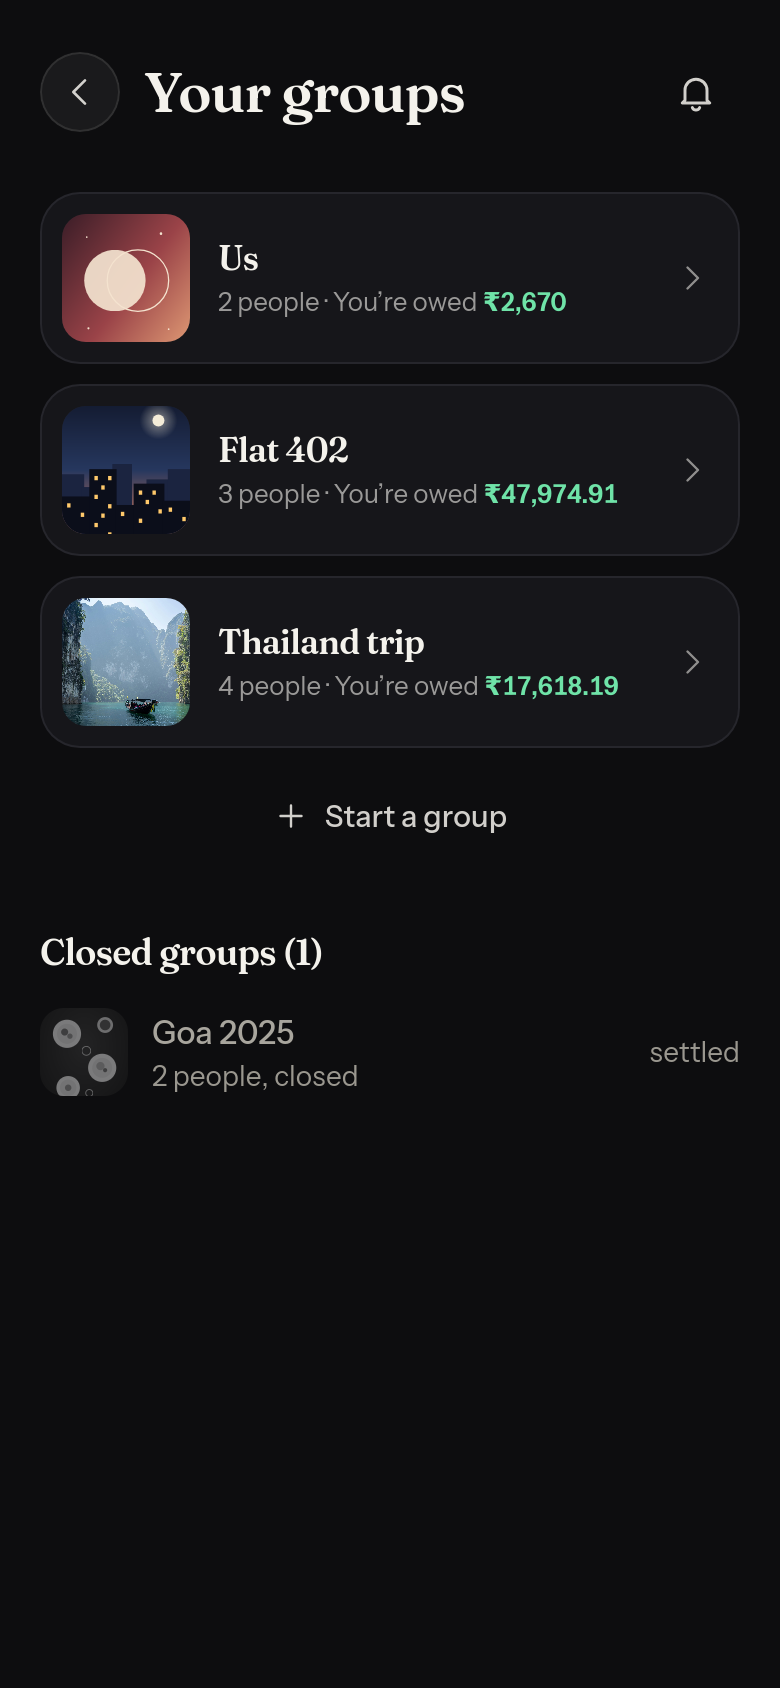 Your groups
Us
2 people · You’re owed ₹2,670
Flat 402
3 people · You’re owed ₹47,974.91
Thailand trip
4 people · You’re owed ₹17,618.19
Start a group
Closed groups (1)
Goa 2025
2 people, closed
settled